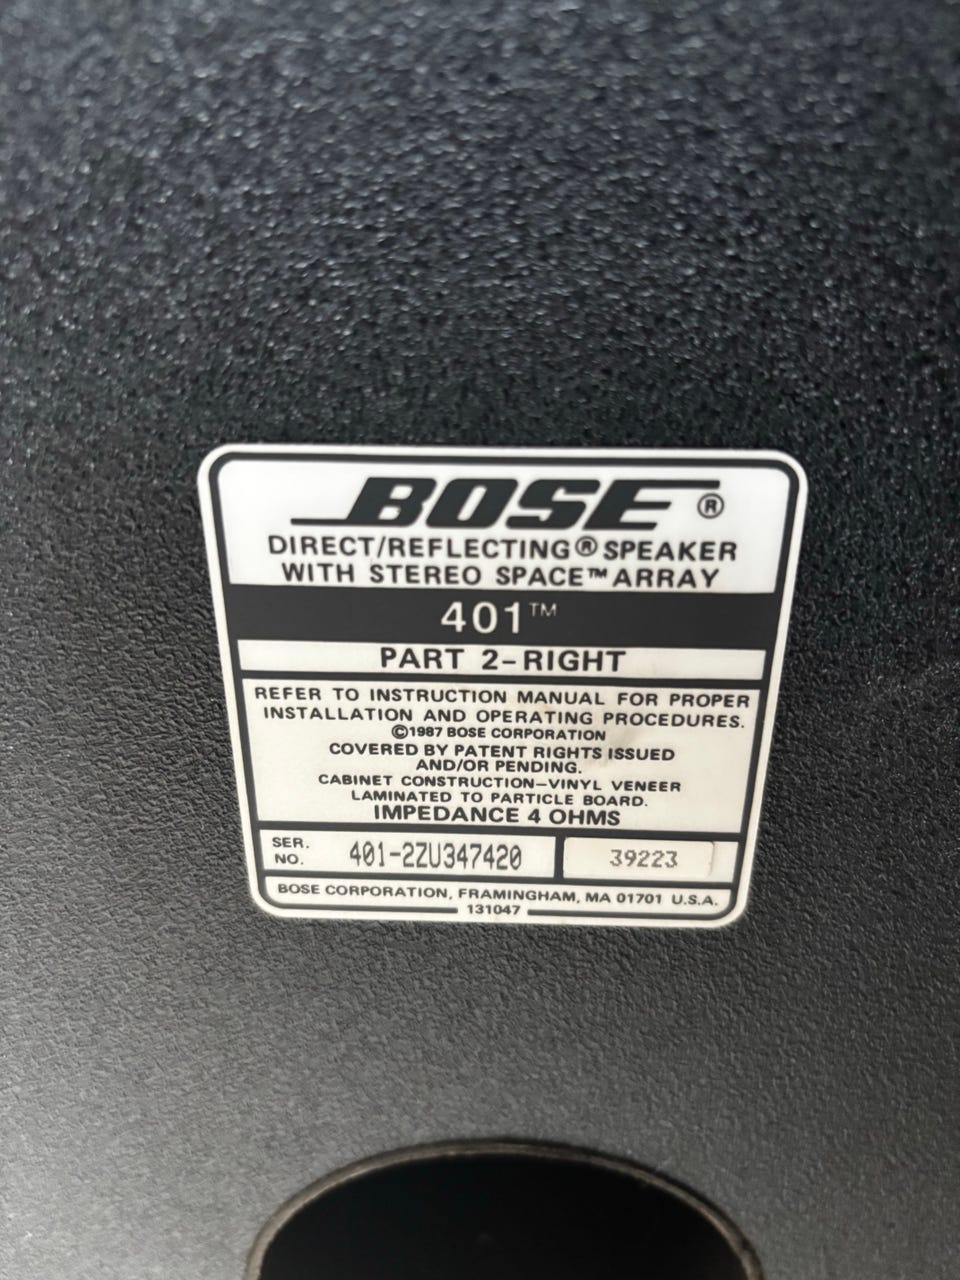 BOSE®
DIRECT/REFLECTING® SPEAKER
WITH STEREO SPACE™ ARRAY
401™
PART 2-RIGHT
REFER TO INSTRUCTION MANUAL FOR PROPER
INSTALLATION AND OPERATING PROCEDURES.
©1987 BOSE CORPORATION
COVERED BY PATENT RIGHTS ISSUED
AND/OR PENDING.
CABINET CONSTRUCTION—VINYL VENEER
LAMINATED TO PARTICLE BOARD.
IMPEDANCE 4 OHMS
SER.
NO. 401-2ZU347420 39223
BOSE CORPORATION, FRAMINGHAM, MA 01701 U.S.A.
131047